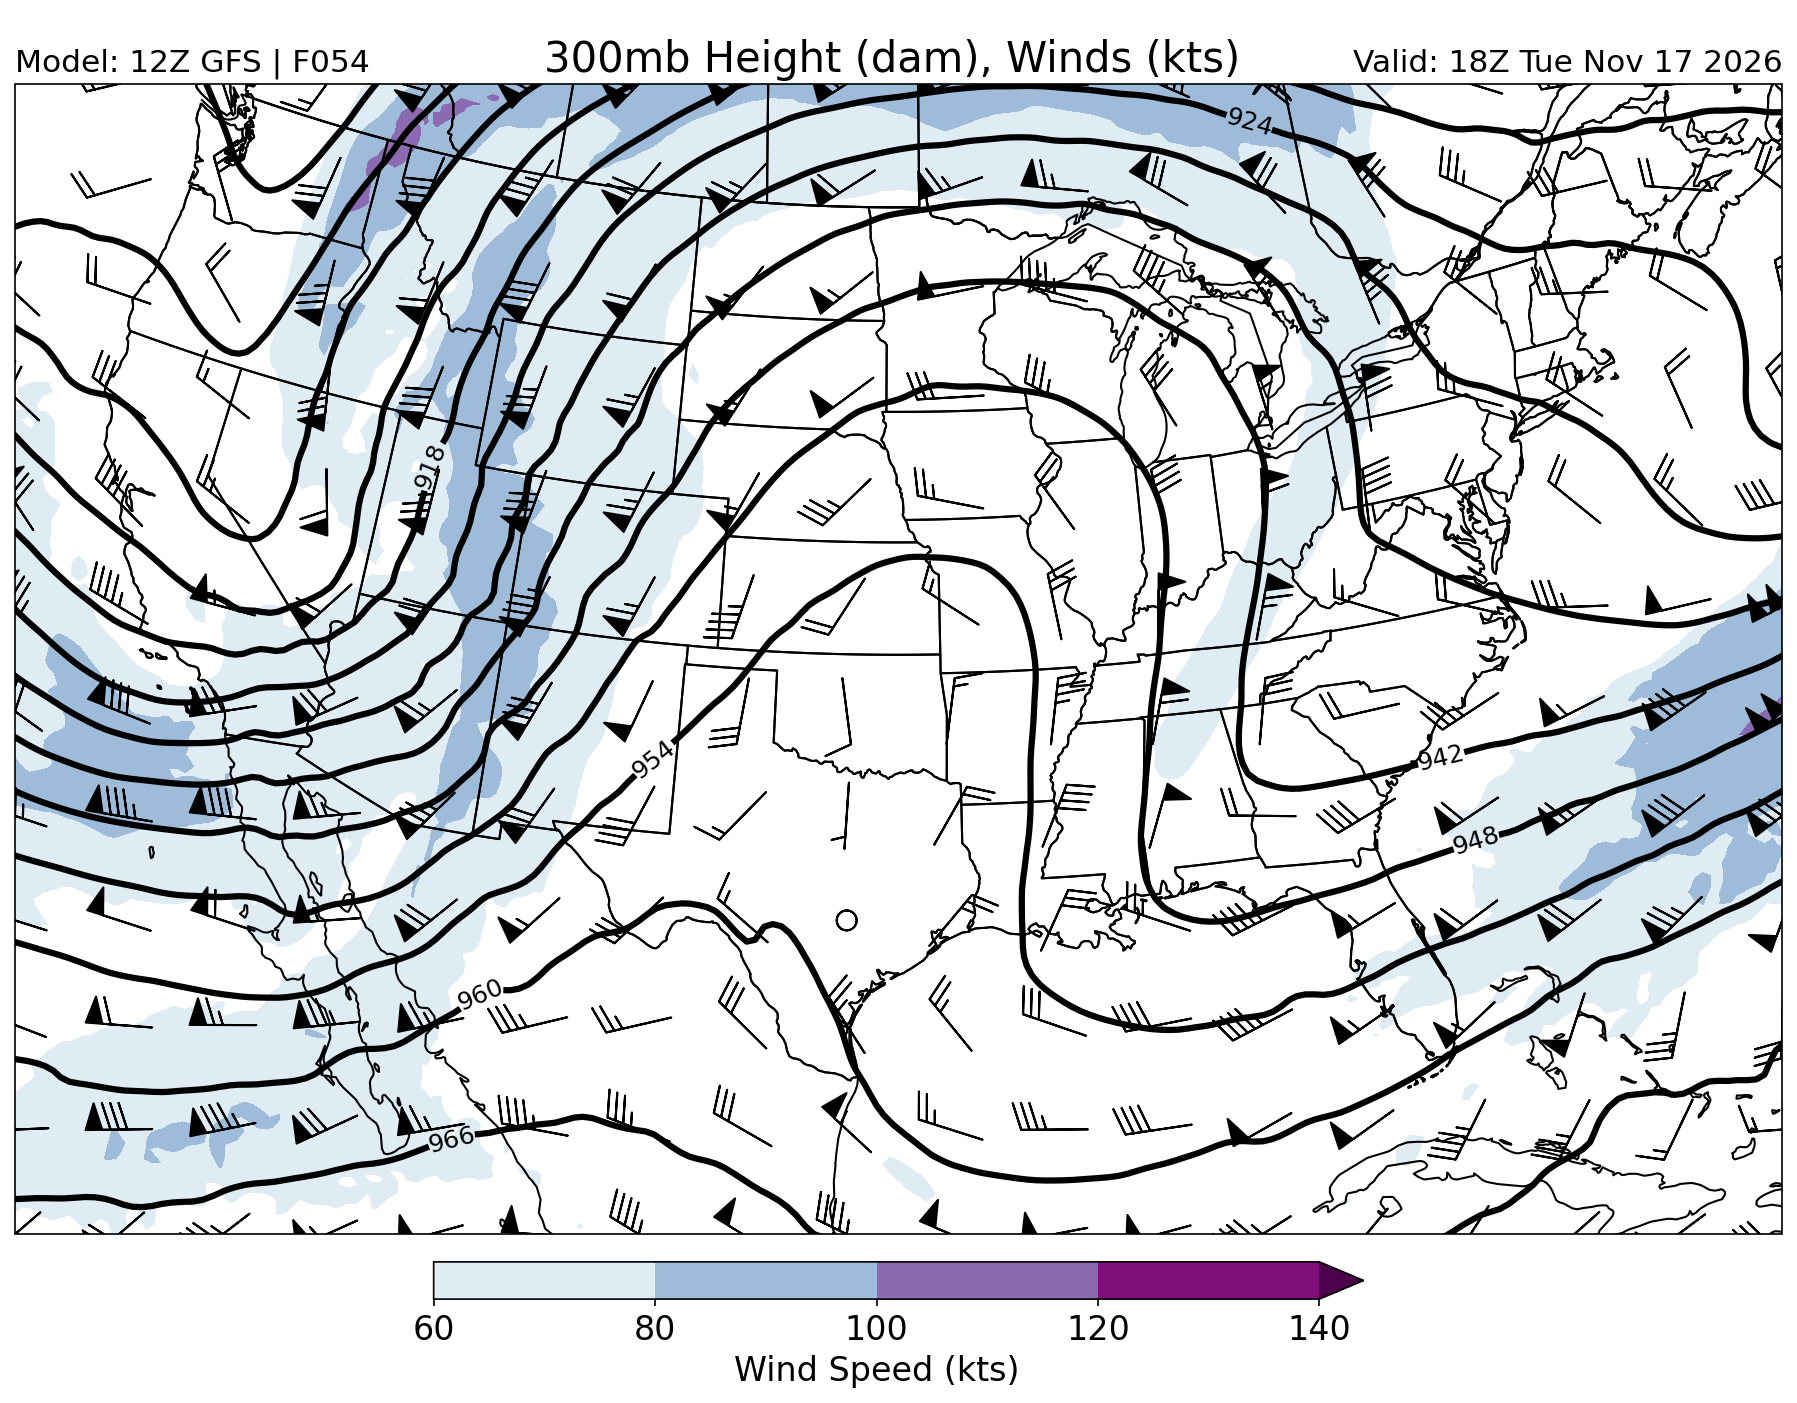 Model: 12Z GFS | F054
300mb Height (dam), Winds (kts)
Valid: 18Z Tue Nov 17 2026
924
918
954
942
948
960
966
60 80 100 120 140
Wind Speed (kts)